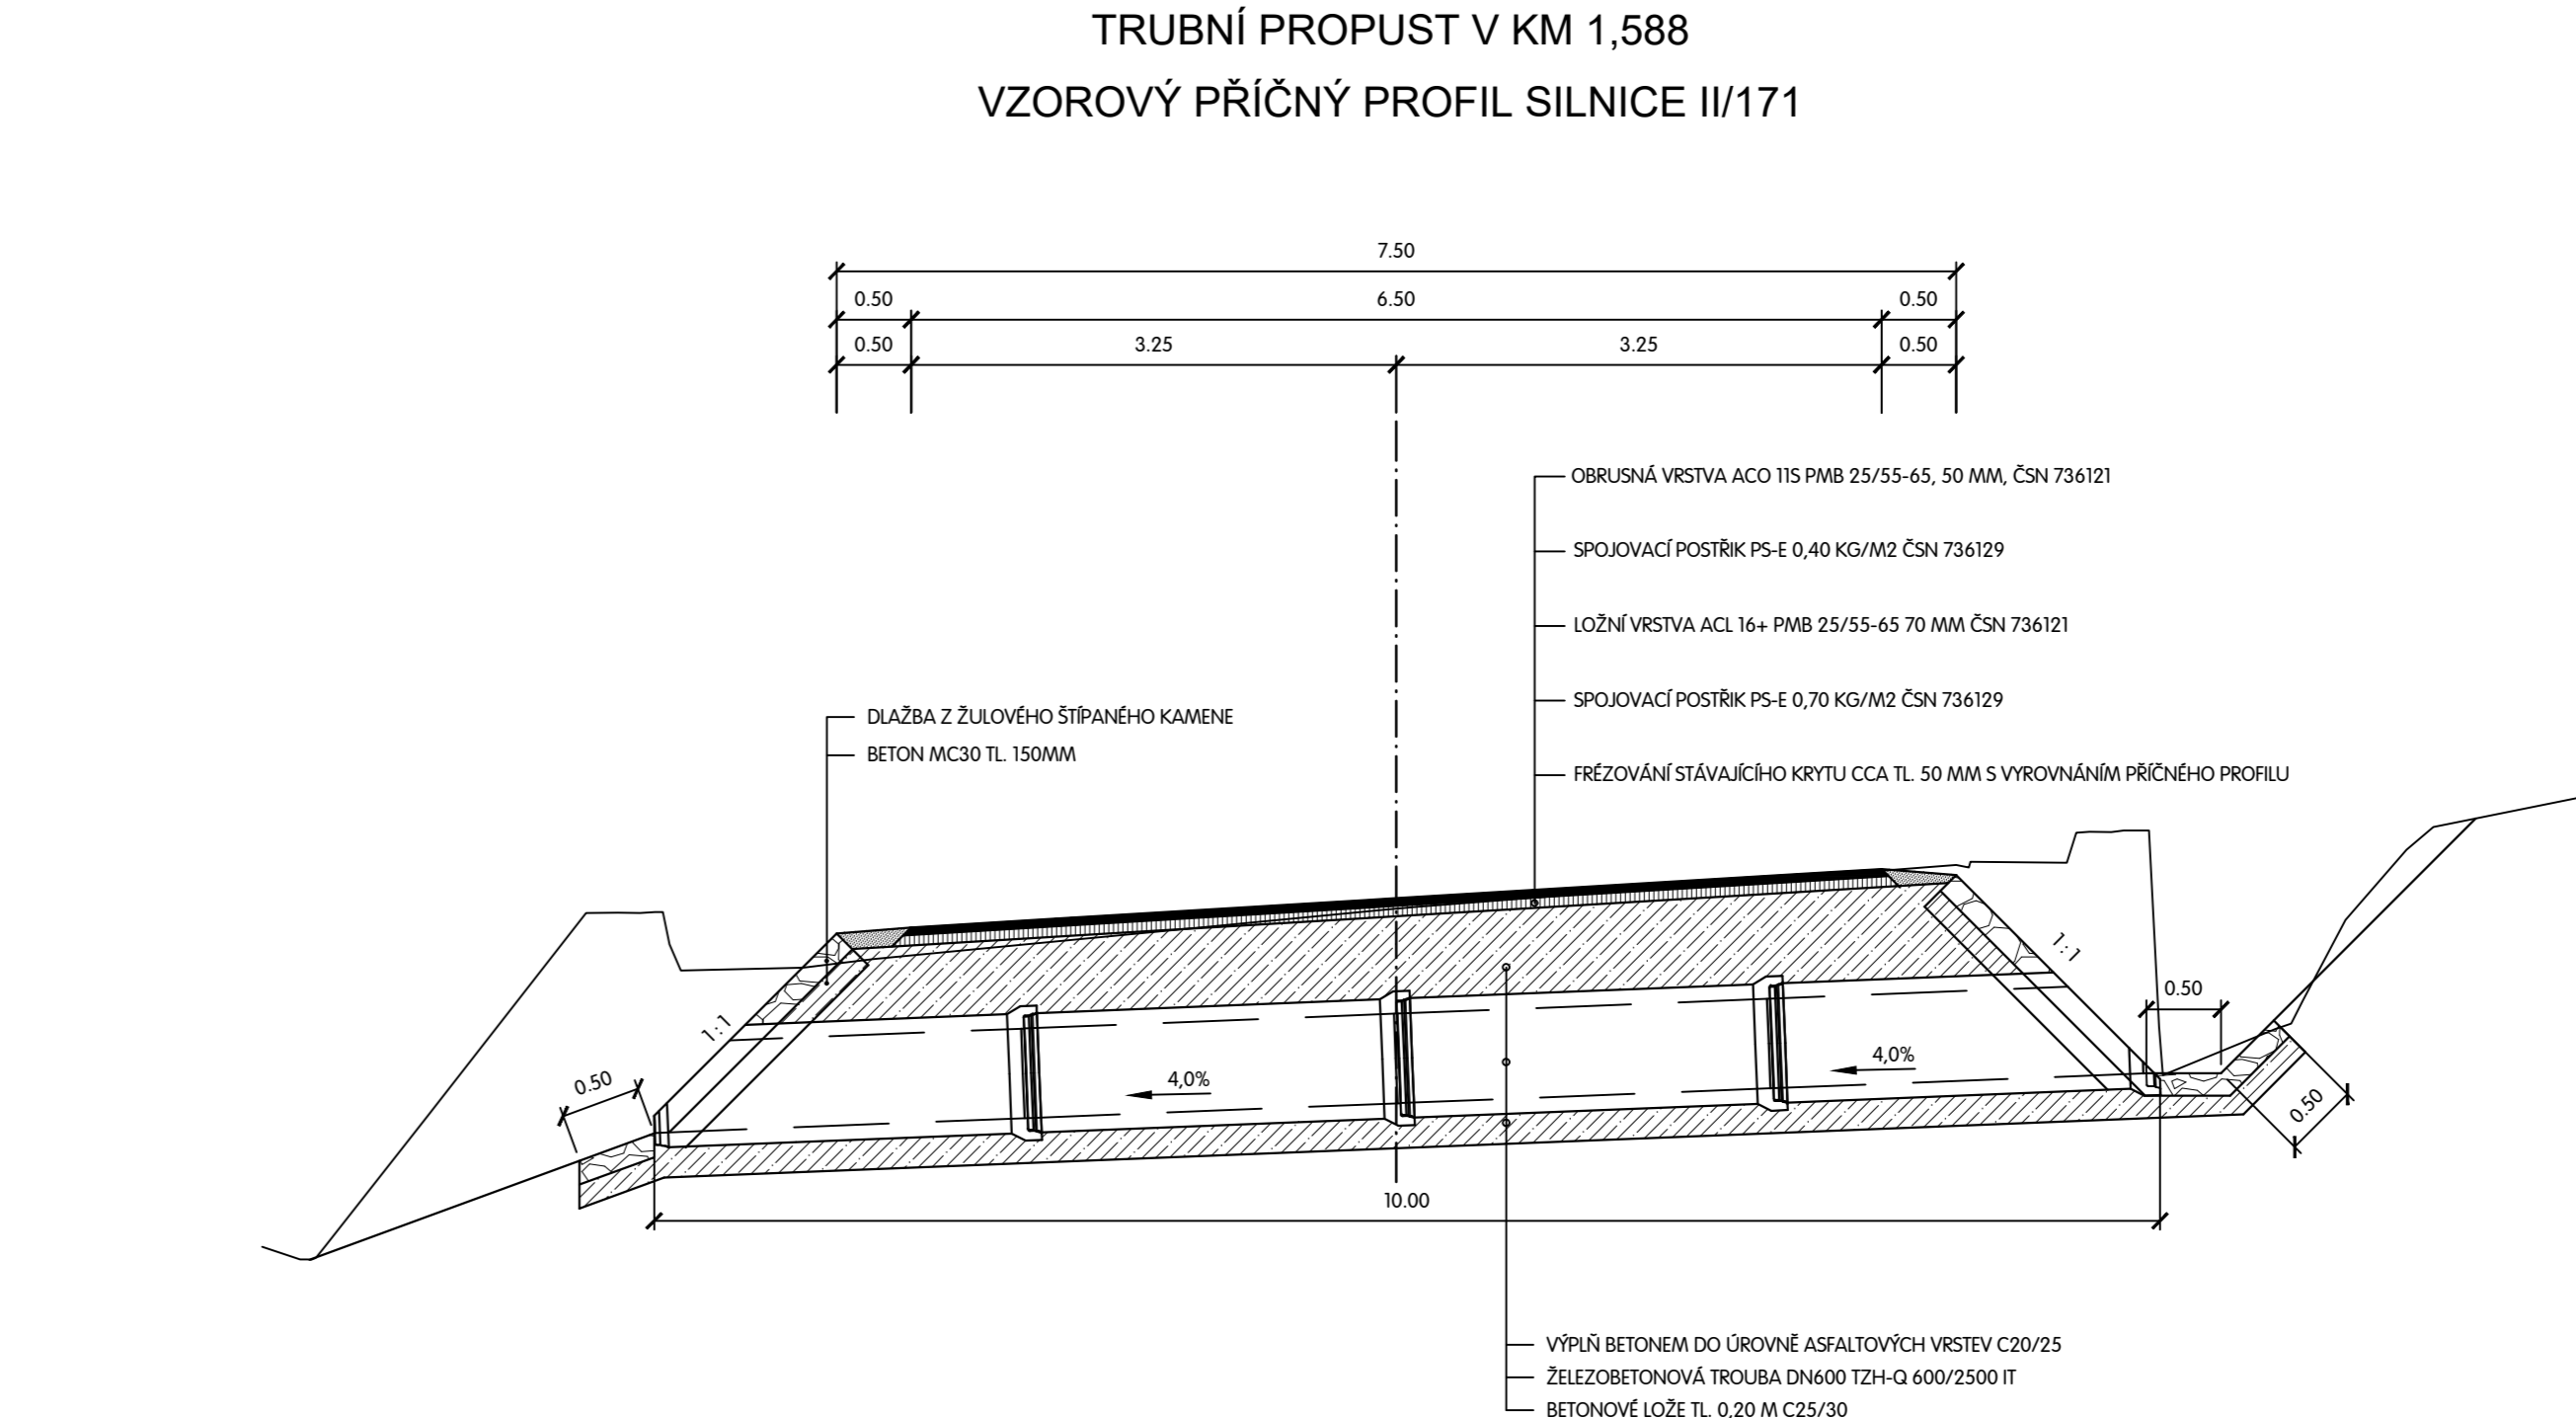 TRUBNÍ PROPUST V KM 1,588
VZOROVÝ PŘÍČNÝ PROFIL SILNICE II/171
7.50
0.50 6.50 0.50
0.50 3.25 3.25 0.50
OBRUSNÁ VRSTVA ACO 11S PMB 25/55-65, 50 MM, ČSN 736121
SPOJOVACÍ POSTŘIK PS-E 0,40 KG/M2 ČSN 736129
LOŽNÍ VRSTVA ACL 16+ PMB 25/55-65 70 MM ČSN 736121
SPOJOVACÍ POSTŘIK PS-E 0,70 KG/M2 ČSN 736129
FRÉZOVÁNÍ STÁVAJÍCÍHO KRYTU CCA TL. 50 MM S VYROVNÁNÍM PŘÍČNÉHO PROFILU
DLAŽBA Z ŽULOVÉHO ŠTÍPANÉHO KAMENE
BETON MC30 TL. 150MM
1:1
1:1
0.50
0.50
4,0%
4,0%
0.50
10.00
VÝPLŇ BETONEM DO ÚROVNĚ ASFALTOVÝCH VRSTEV C20/25
ŽELEZOBETONOVÁ TROUBA DN600 TZH-Q 600/2500 IT
BETONOVÉ LOŽE TL. 0,20 M C25/30